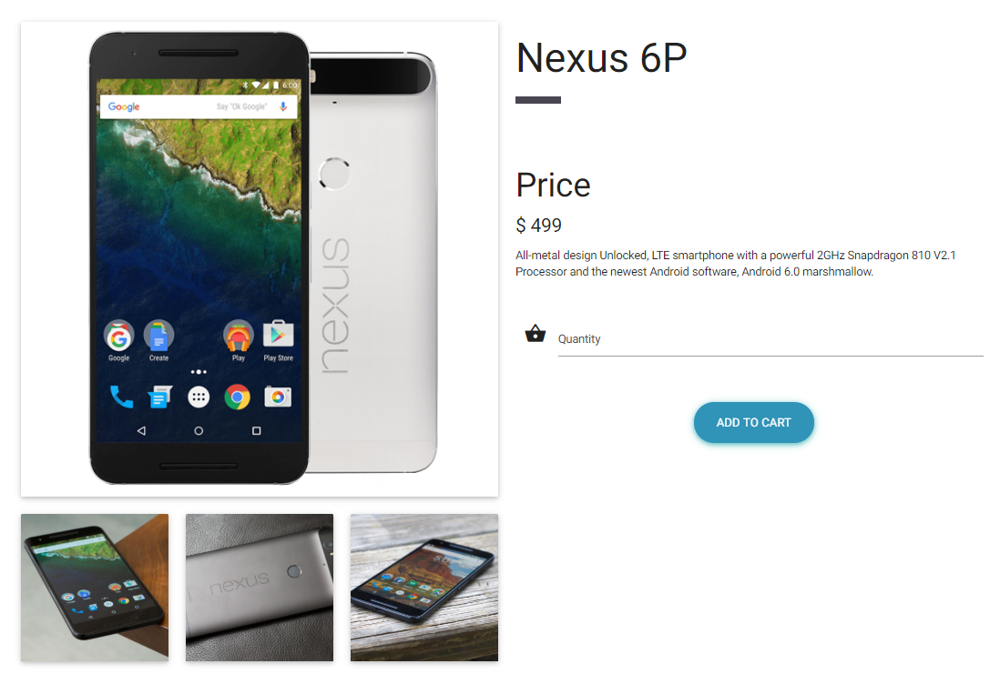 Nexus 6P
6:00
Google
Say "Ok Google"
Price
$ 499
All-metal design Unlocked, LTE smartphone with a powerful 2GHz Snapdragon 810 V2.1
Processor and the newest Android software, Android 6.0 marshmallow.
nexus
Quantity
Google
Create
Play
Play Store
ADD TO CART
nexus